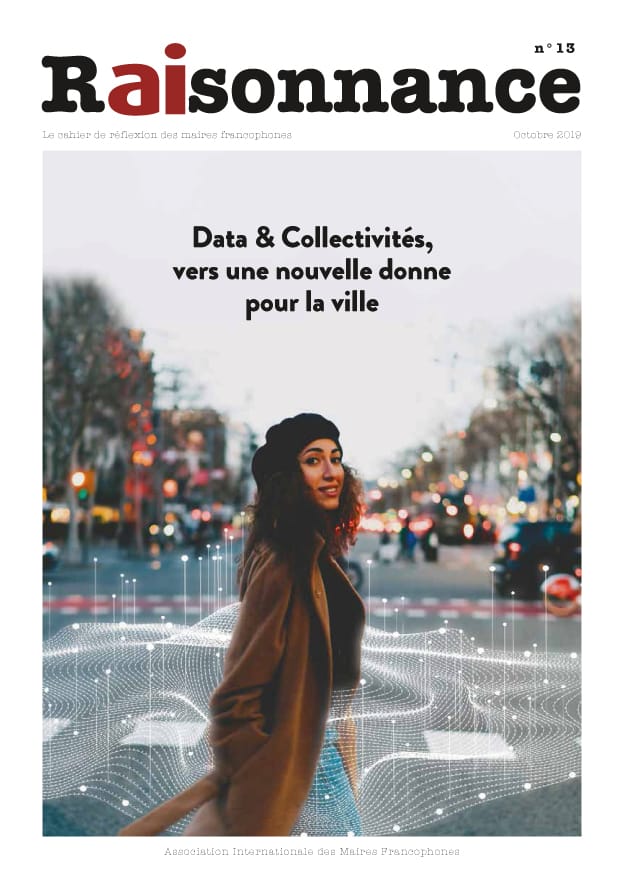 n° 13
Raisonnance
Le cahier de réflexion des maires francophones
Octobre 2019
Data & Collectivités,
vers une nouvelle donne
pour la ville
Association Internationale des Maires Francophones